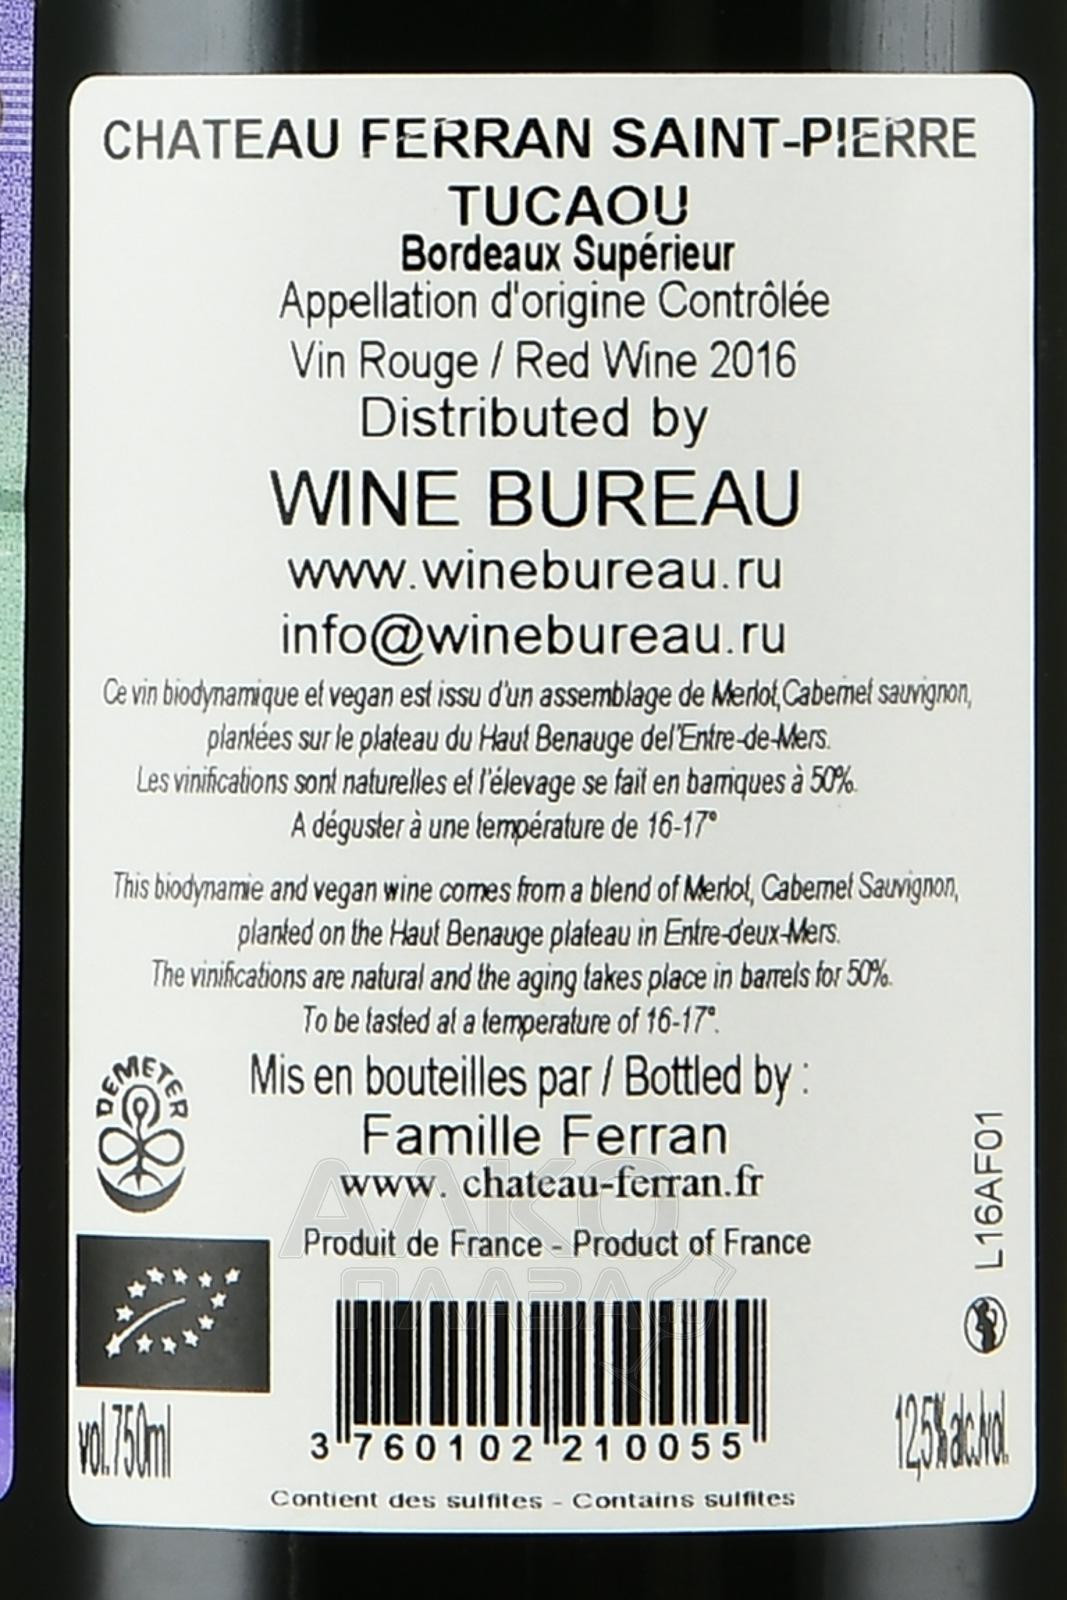 CHATEAU FERRAN SAINT-PIERRE
TUCAOU
Bordeaux Supérieur
Appellation d'origine Contrôlée
Vin Rouge / Red Wine 2016
Distributed by
WINE BUREAU
www.winebureau.ru
info@winebureau.ru
Ce vin biodynamique et vegan est issu d'un assemblage de Merlot,Cabernet sauvignon,
plantées sur le plateau du Haut Benauge del'Entre-de-Mers.
Les vinifications sont naturelles et l'élevage se fait en barriques à 50%.
A déguster à une température de 16-17°
This biodynamie and vegan wine comes from a blend of Merlot, Cabernet Sauvignon,
planted on the Haut Benauge plateau in Entre-deux-Mers.
The vinifications are natural and the aging takes place in barrels for 50%.
To be tasted at a temperature of 16-17°.
DEMETER
Mis en bouteilles par / Bottled by :
Famille Ferran
www. chateau-ferran.fr
Produit de France - Product of France
АЛКО
ПЛАЗА.ру
L16AF01
vol.750ml
3 760102 210055
12,5%alc./vol.
Contient des sulfites - Contains sulfites